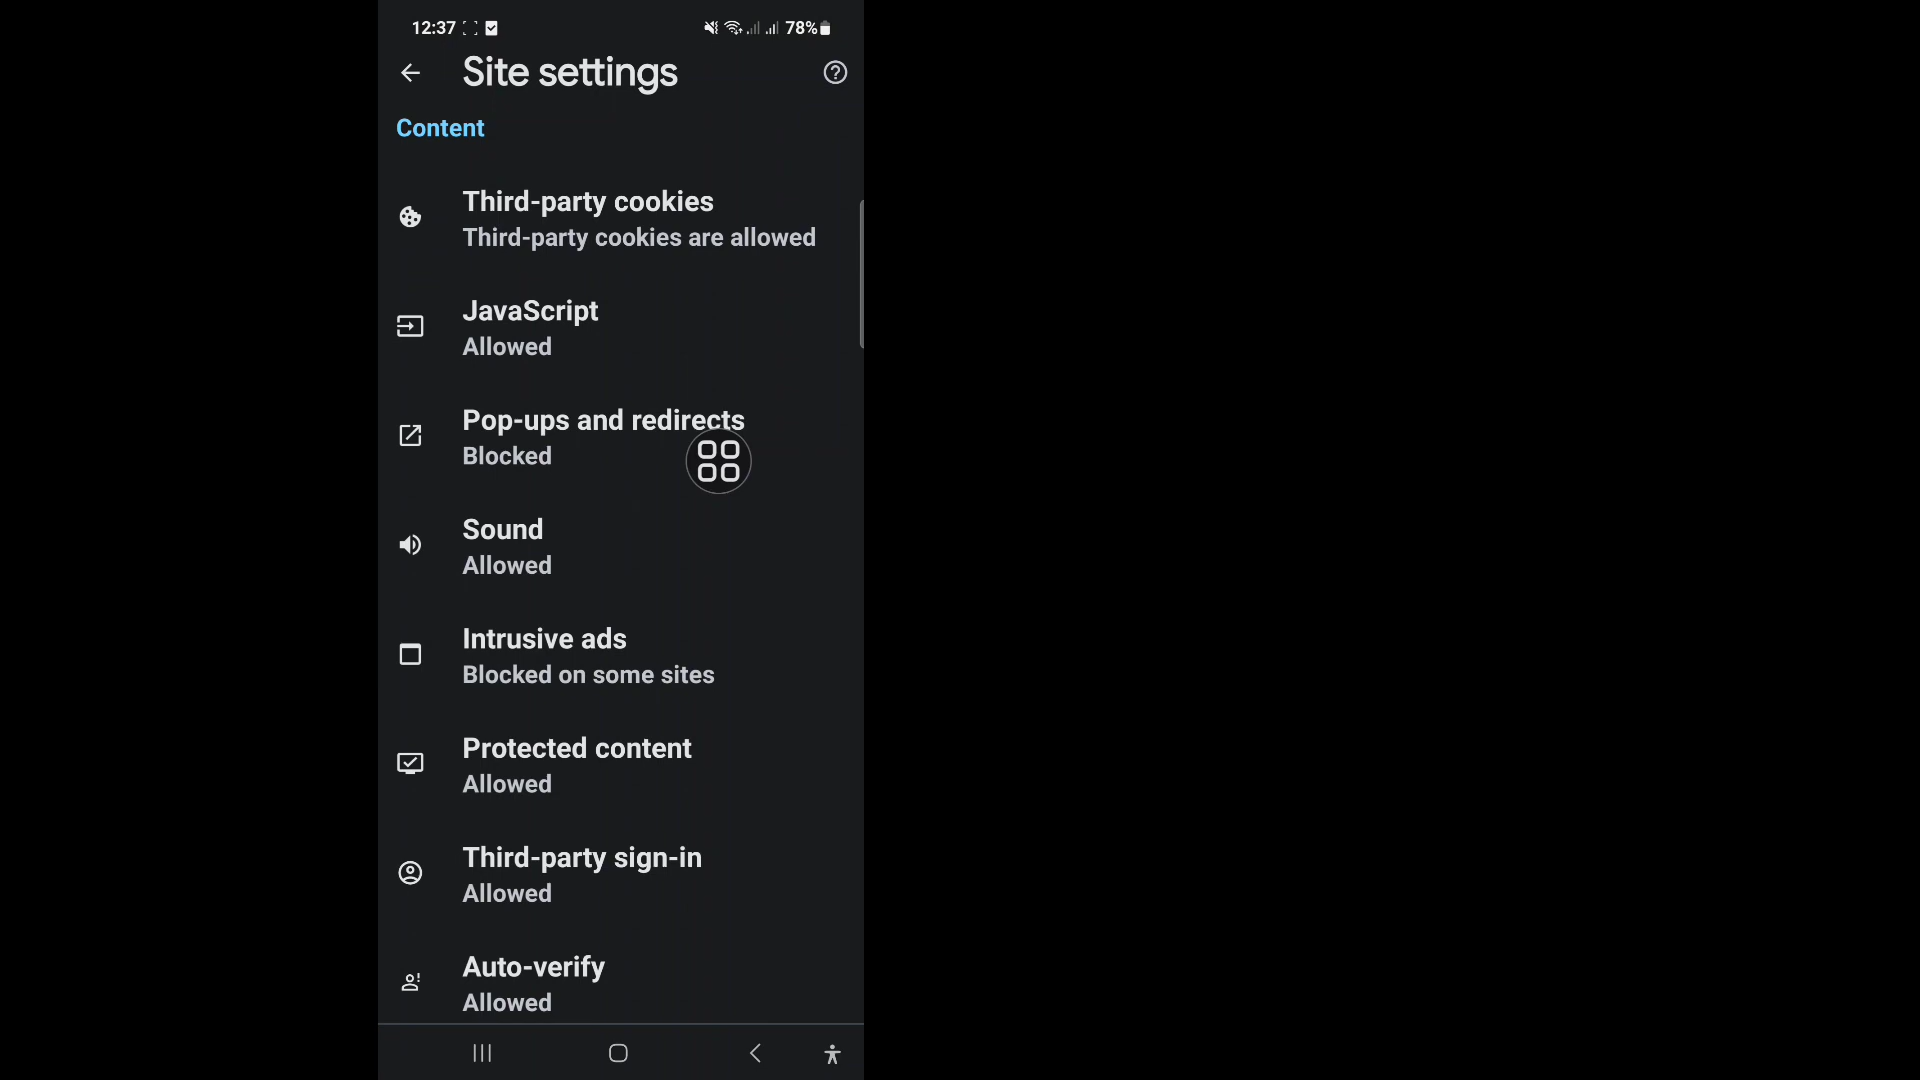 12:37 78%
Site settings
Content
Third-party cookies
Third-party cookies are allowed
JavaScript
Allowed
Pop-ups and redirects
Blocked
Sound
Allowed
Intrusive ads
Blocked on some sites
Protected content
Allowed
Third-party sign-in
Allowed
Auto-verify
Allowed